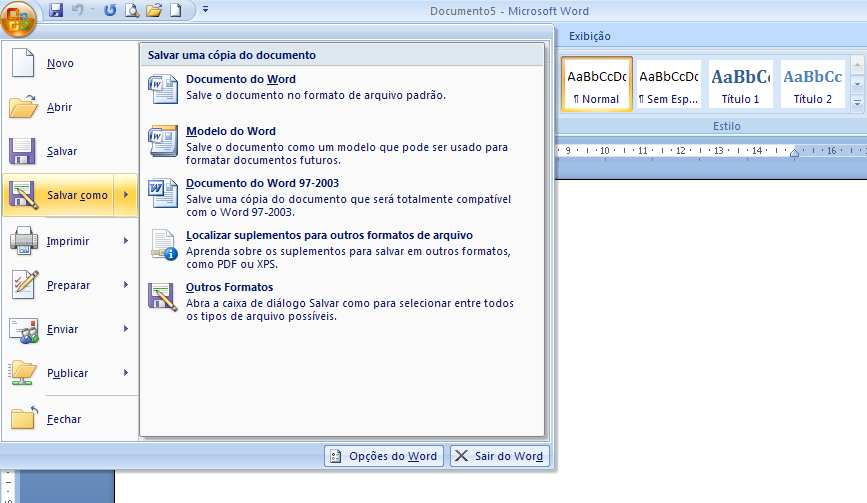 Documento5 - Microsoft Word
Exibição
Novo
Abrir
Salvar
Salvar como
Imprimir
Preparar
Enviar
Publicar
Fechar
Salvar uma cópia do documento
Documento do Word
Salve o documento no formato de arquivo padrão.
Modelo do Word
Salve o documento como um modelo que pode ser usado para
formatar documentos futuros.
Documento do Word 97-2003
Salve uma cópia do documento que será totalmente compatível
com o Word 97-2003.
Localizar suplementos para outros formatos de arquivo
Aprenda sobre os suplementos para salvar em outros formatos,
como PDF ou XPS.
Outros Formatos
Abra a caixa de diálogo Salvar como para selecionar entre todos
os tipos de arquivo possíveis.
Opções do Word
Sair do Word
AaBbCcDc AaBbCcDc AaBbCc AaBbCc
¶ Normal ¶ Sem Esp... Título 1 Título 2
Estilo
9 10 11 12 13 14 16